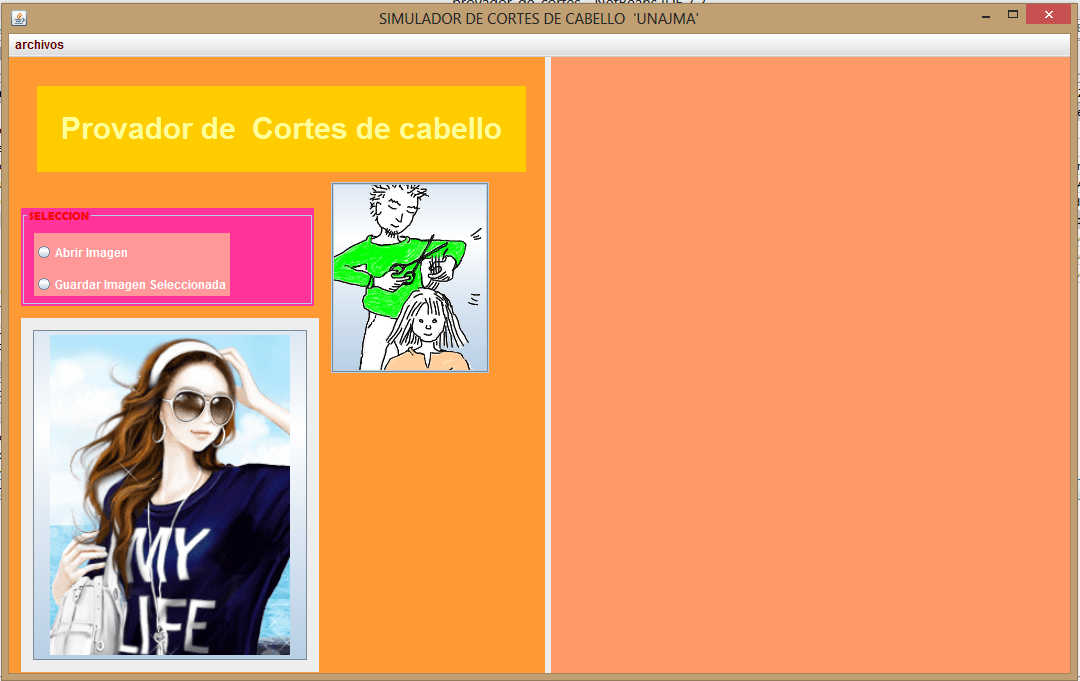 SIMULADOR DE CORTES DE CABELLO 'UNAJMA'
archivos
Provador de Cortes de cabello
SELECCION
Abrir Imagen
Guardar Imagen Seleccionada
MY
LIFE